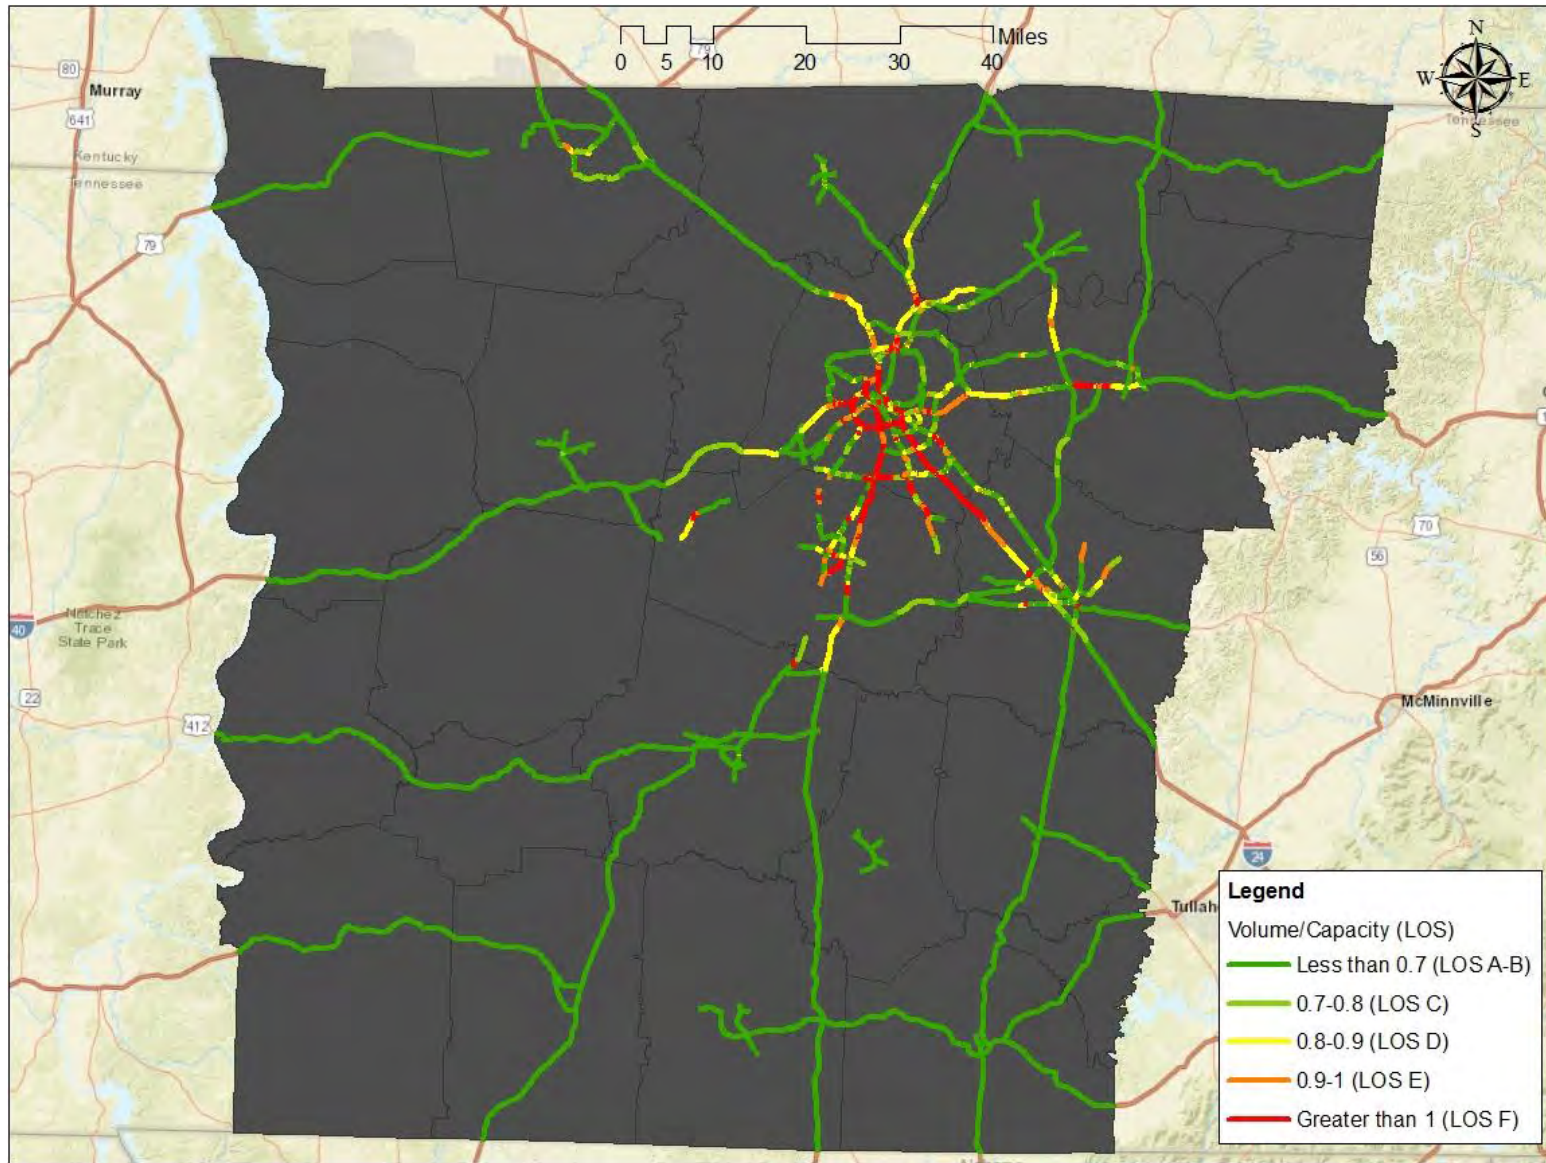 Miles
0 5 10 20 30 40
N
W E
S
79
80
Murray
641
Kentucky
Tennessee
Tennessee
79
40
Natchez
Trace
State Park
22
412
70
56
McMinnville
24
Legend
Volume/Capacity (LOS)
Less than 0.7 (LOS A-B)
0.7-0.8 (LOS C)
0.8-0.9 (LOS D)
0.9-1 (LOS E)
Greater than 1 (LOS F)